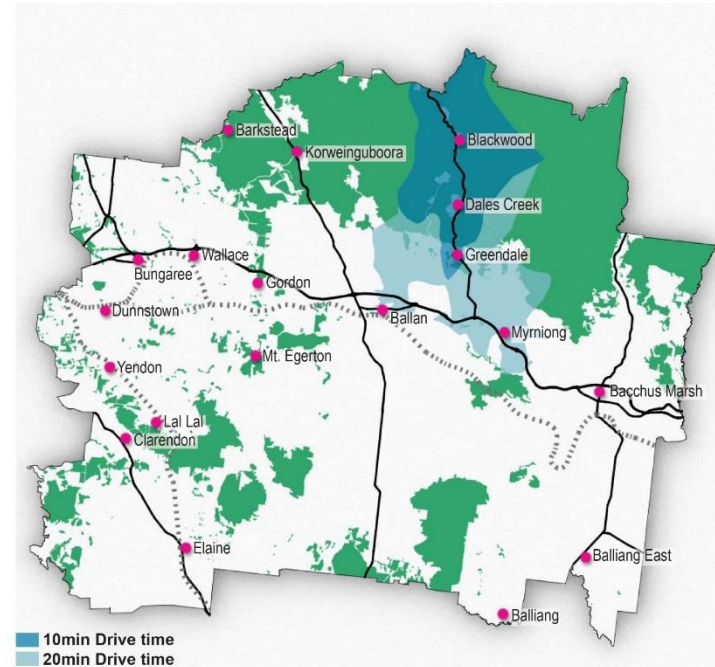 Barkstead
Blackwood
Korweinguboora
Dales Creek
Greendale
Wallace
Bungaree
Gordon
Dunnstown
Ballan
Myrniong
Mt. Egerton
Yendon
Bacchus Marsh
Lal Lal
Clarendon
Elaine
Balliang East
Balliang
10min Drive time
20min Drive time